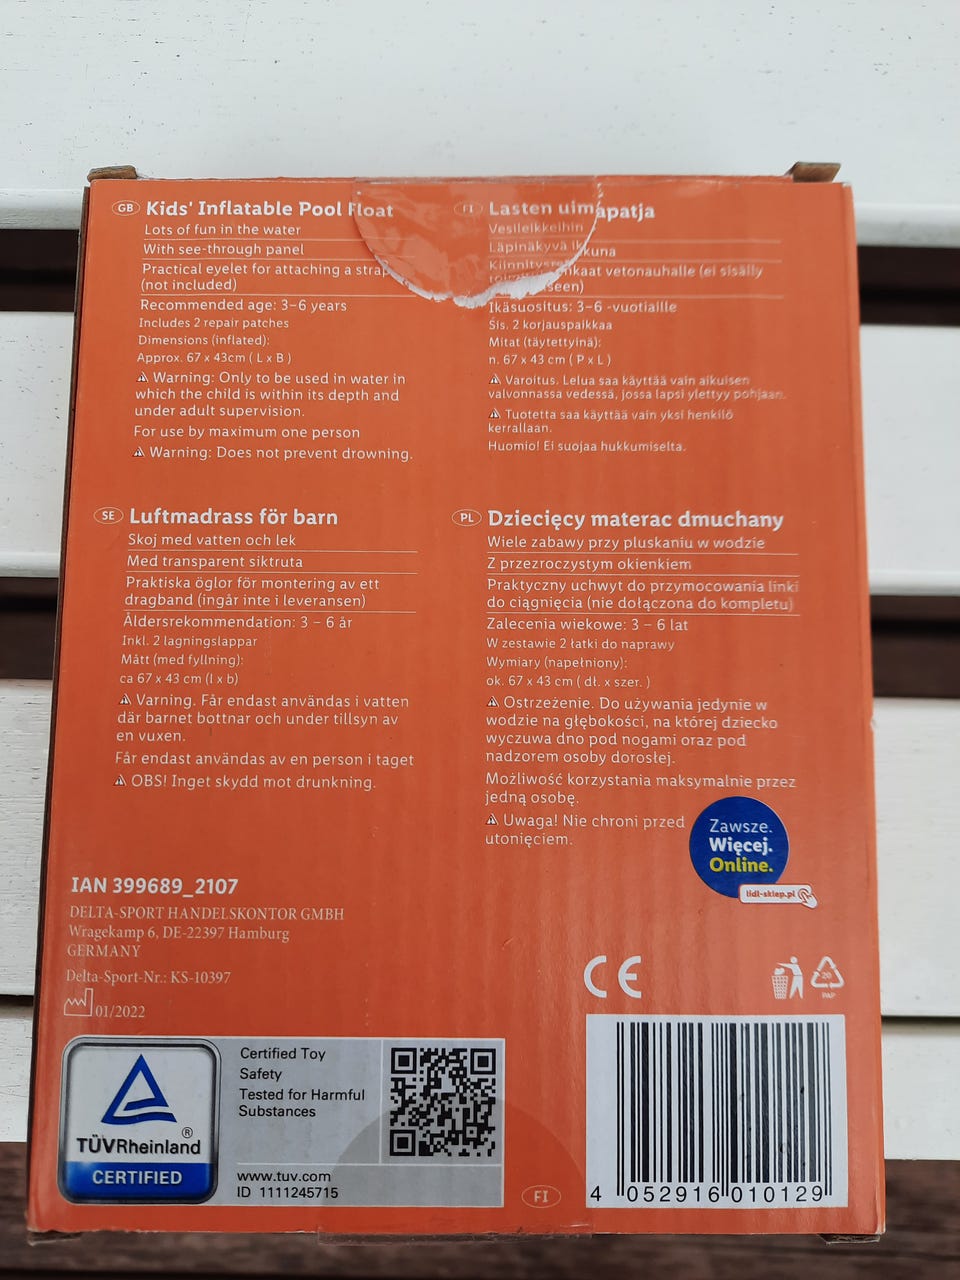 GB Kids' Inflatable Pool Float
Lots of fun in the water
With see-through panel
Practical eyelet for attaching a strap
(not included)
Recommended age: 3–6 years
Includes 2 repair patches
Dimensions (inflated):
Approx. 67 x 43cm ( L x B )
⚠ Warning: Only to be used in water in
which the child is within its depth and
under adult supervision.
For use by maximum one person
⚠ Warning: Does not prevent drowning.
FI Lasten uimapatja
Vesileikkeihin
Läpinäkyvä kuna
vetonauhalle (ei sisälly
Ikäsuositus: 3–6 -vuotiaille
Sis. 2 korjauspaikkaa
Mitat (täytettyinä):
n. 67 x 43 cm ( P x L )
⚠ Varoitus. Lelua saa käyttää vain aikuisen
valvonnassa vedessä, jossa lapsi ylettyy pohjaan.
⚠ Tuotetta saa käyttää vain yksi henkilö
kerrallaan.
Huomio! Ei suojaa hukkumiselta.
SE Luftmadrass för barn
Skoj med vatten och lek
Med transparent siktruta
Praktiska öglor för montering av ett
dragband (ingår inte i leveransen)
Åldersrekommendation: 3 – 6 år
Inkl. 2 lagningslappar
Mått (med fyllning):
ca 67 x 43 cm (l x b)
⚠ Varning. Får endast användas i vatten
där barnet bottnar och under tillsyn av
en vuxen.
Får endast användas av en person i taget
⚠ OBS! Inget skydd mot drunkning.
PL Dziecięcy materac dmuchany
Wiele zabawy przy pluskaniu w wodzie
Z przezroczystym okienkiem
Praktyczny uchwyt do przymocowania linki
do ciągnięcia (nie dołączona do kompletu)
Zalecenia wiekowe: 3 – 6 lat
W zestawie 2 łatki do naprawy
Wymiary (napełniony):
ok. 67 x 43 cm ( dł. x szer. )
⚠ Ostrzeżenie. Do używania jedynie w
wodzie na głębokości, na której dziecko
wyczuwa dno pod nogami oraz pod
nadzorem osoby dorosłej.
Możliwość korzystania maksymalnie przez
jedną osobę.
⚠ Uwaga! Nie chroni przed
utonięciem.
Zawsze.
Więcej.
Online.
lidl-sklep.pl
IAN 399689_2107
DELTA-SPORT HANDELSKONTOR GMBH
Wragekamp 6, DE-22397 Hamburg
GERMANY
Delta-Sport-Nr.: KS-10397
01/2022
CE
20
PAP
TÜVRheinland®
CERTIFIED
Certified Toy
Safety
Tested for Harmful
Substances
www.tuv.com
ID 1111245715
FI
4 052916 010129